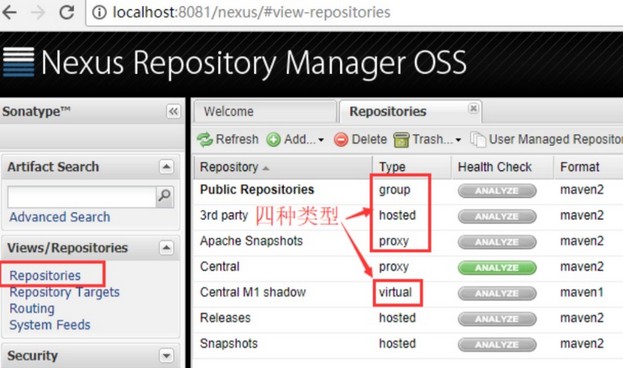 localhost:8081/nexus/#view-repositories
Nexus Repository Manager OSS
Sonatype™
Welcome
Repositories
Refresh Add... Delete Trash... User Managed Repositor
Artifact Search
Advanced Search
Views/Repositories
Repositories
Repository Targets
Routing
System Feeds
Security
Repository Type Health Check Format
Public Repositories group ANALYZE maven2
3rd party hosted ANALYZE maven2
四种类型
Apache Snapshots proxy ANALYZE maven2
Central proxy ANALYZE maven2
Central M1 shadow virtual ANALYZE maven1
Releases hosted ANALYZE maven2
Snapshots hosted ANALYZE maven2